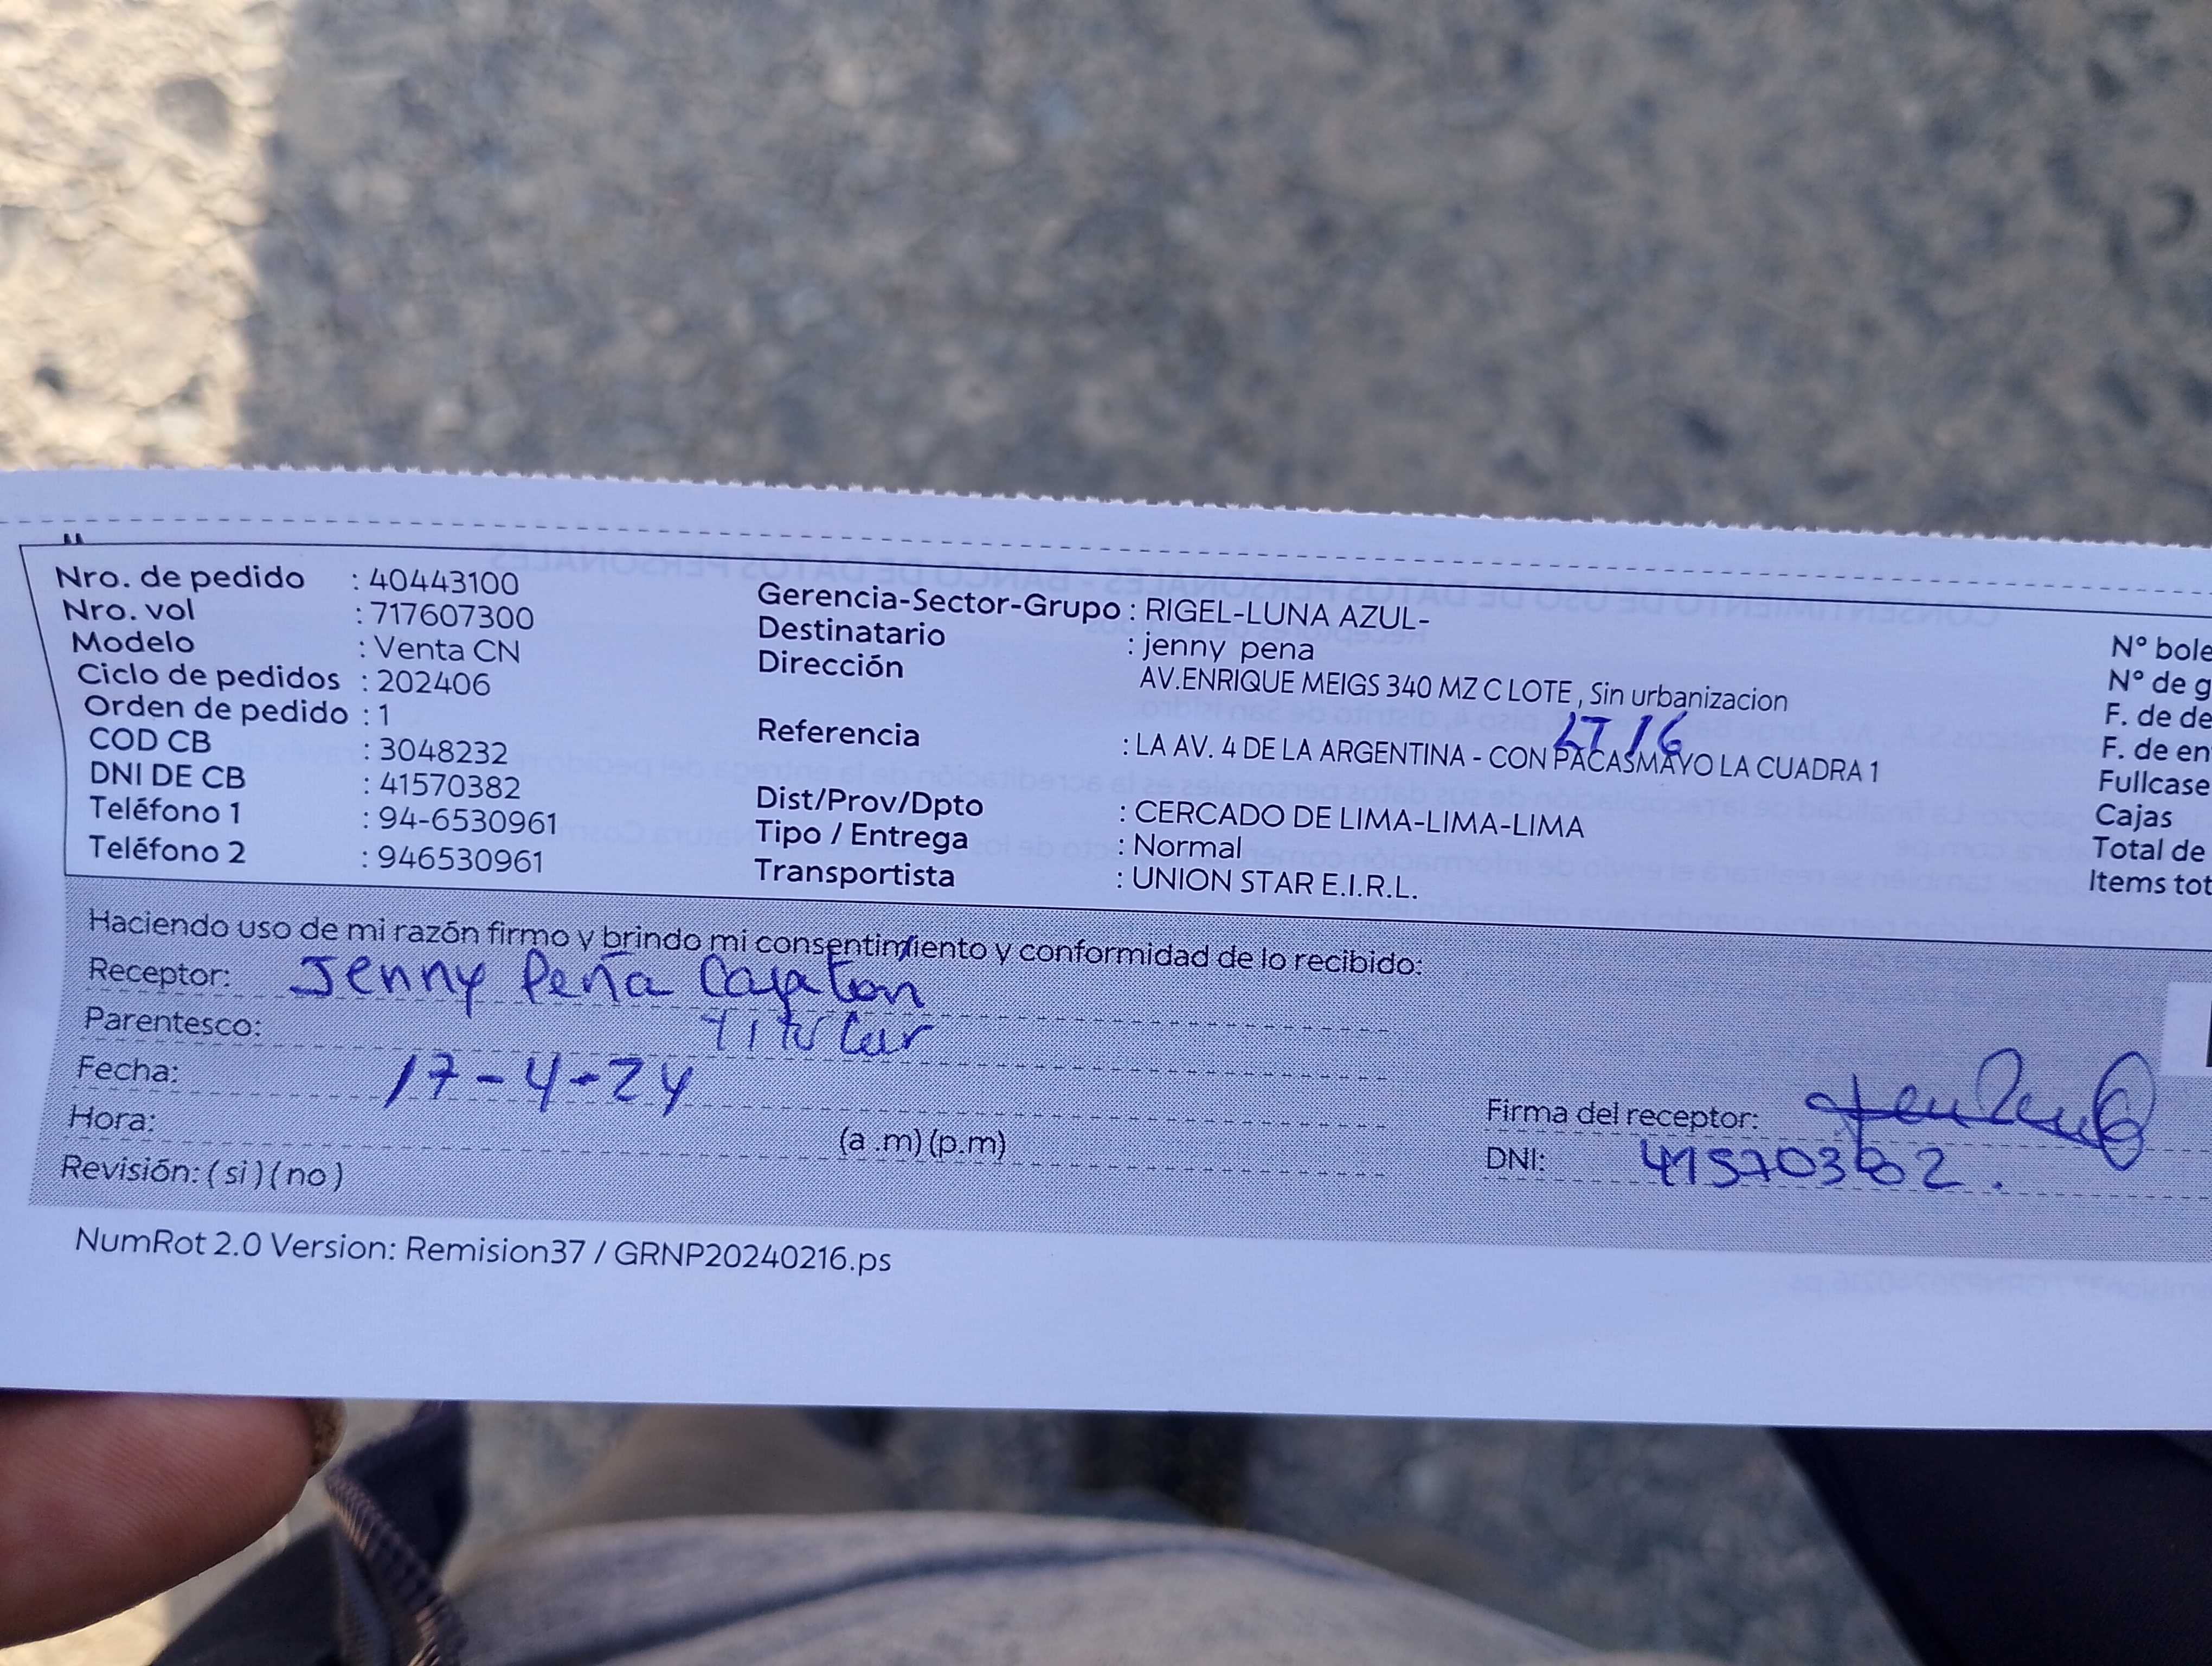 Nro. de pedido : 40443100
Nro. vol : 717607300
Modelo : Venta CN
Ciclo de pedidos : 202406
Orden de pedido : 1
COD CB : 3048232
DNI DE CB : 41570382
Teléfono 1 : 94-6530961
Teléfono 2 : 946530961
Gerencia-Sector-Grupo : RIGEL-LUNA AZUL-
Destinatario : jenny pena
Dirección AV.ENRIQUE MEIGS 340 MZ C LOTE , Sin urbanizacion
LT 16
Referencia : LA AV. 4 DE LA ARGENTINA - CON PACASMAYO LA CUADRA 1
Dist/Prov/Dpto : CERCADO DE LIMA-LIMA-LIMA
Tipo / Entrega : Normal
Transportista : UNION STAR E.I.R.L.
N° bole
N° de g
F. de de
F. de en
Fullcase
Cajas
Total de
Items tot
Haciendo uso de mi razón firmo y brindo mi consentimiento y conformidad de lo recibido:
Receptor: Jenny Peña
Parentesco: Titular
Fecha: 17-4-24
Hora: (a .m) (p.m)
Revisión: ( si ) ( no )
Firma del receptor:
DNI: 41570382.
NumRot 2.0 Version: Remision37 / GRNP20240216.ps